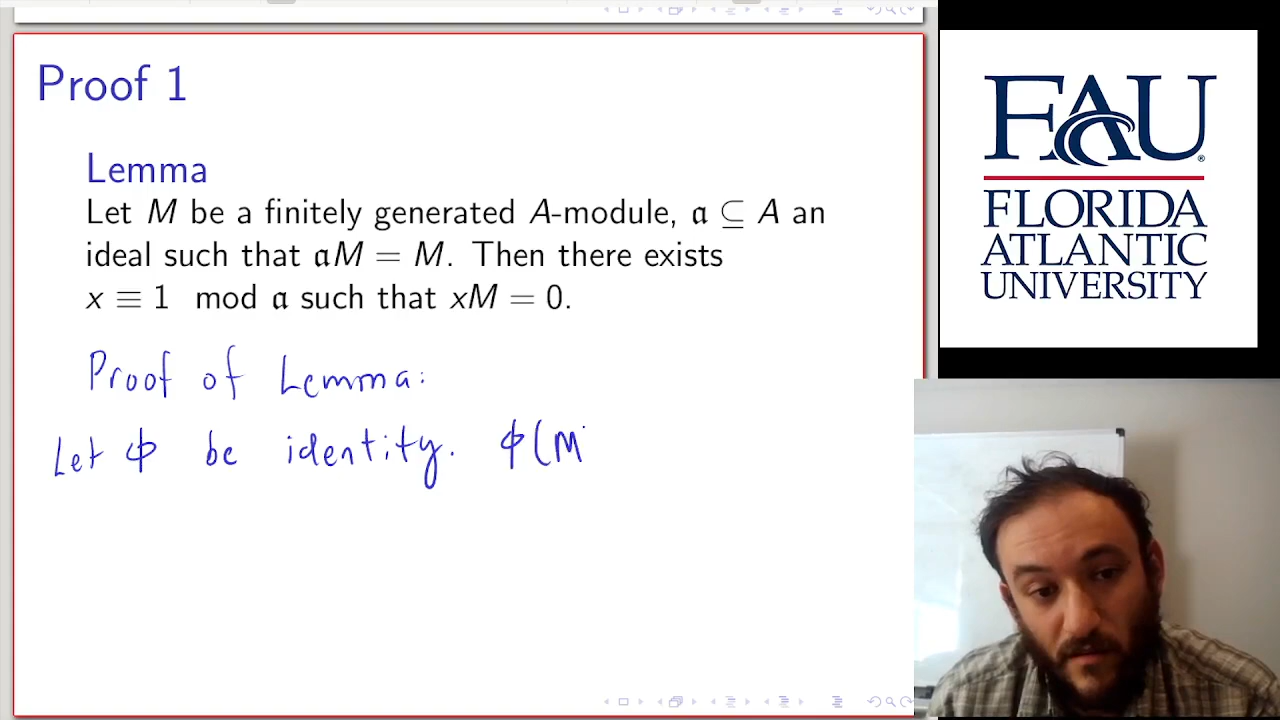 Proof 1
Lemma
Let M be a finitely generated A-module, 𝔞 ⊆ A an
ideal such that 𝔞M = M. Then there exists
x ≡ 1 mod 𝔞 such that xM = 0.
Proof of Lemma:
Let ϕ be identity. ϕ(M
FAU
FLORIDA
ATLANTIC
UNIVERSITY